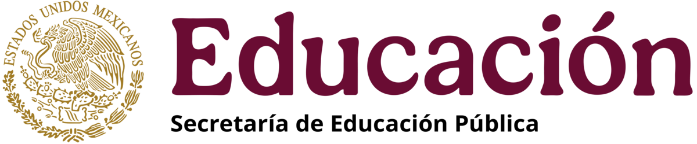 ESTADOS UNIDOS MEXICANOS
Educación
Secretaría de Educación Pública